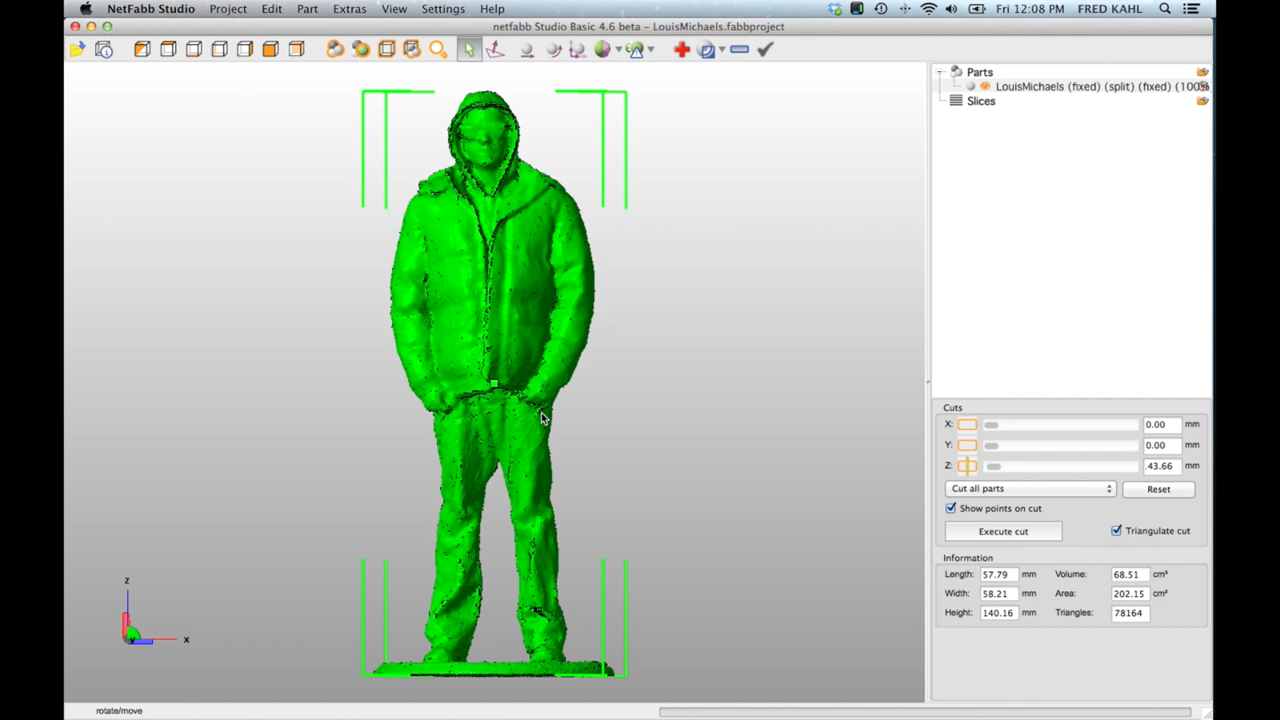 NetFabb Studio Project Edit Part Extras View Settings Help Fri 12:08 PM FRED KAHL
netfabb Studio Basic 4.6 beta – LouisMichaels.fabbproject
Parts
LouisMichaels (fixed) (split) (fixed) (100%
Slices
Cuts
X: 0.00 mm
Y: 0.00 mm
Z: .43.66 mm
Cut all parts Reset
Show points on cut
Execute cut Triangulate cut
Information
Length: 57.79 mm Volume: 68.51 cm³
Width: 58.21 mm Area: 202.15 cm²
Height: 140.16 mm Triangles: 78164
z
x
rotate/move